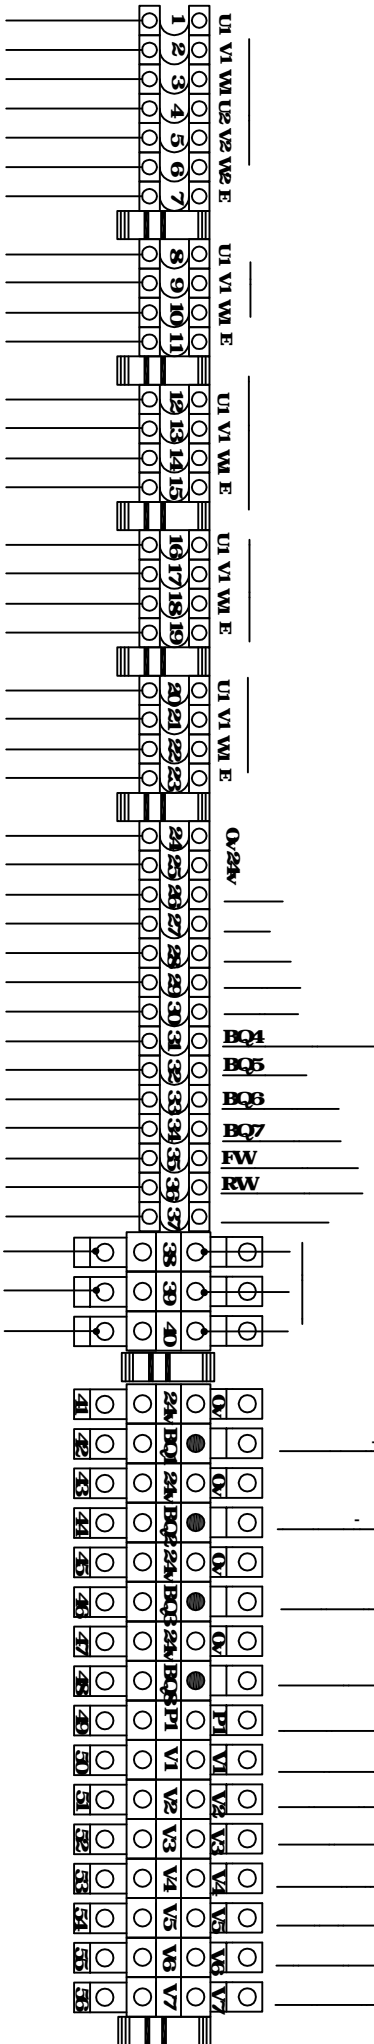 1 U1
2 V1
3 W1
4 U2
5 V2
6 W2
7 E
8 U1
9 V1
10 W1
11 E
12 U1
13 V1
14 W1
15 E
16 U1
17 V1
18 W1
19 E
20 U1
21 V1
22 W1
23 E
24 0v
25 24v
26
27
28
29
30
31 BQ4
32 BQ5
33 BQ6
34 BQ7
35 FW
36 RW
37
38
39
40
41 24v 0v
42 BQ1
43 24v 0v
44 BQ2
45 24v 0v
46 BQ3
47 24v 0v
48 BQ8
49 P1 P1
50 V1 V1
51 V2 V2
52 V3 V3
53 V4 V4
54 V5 V5
55 V6 V6
56 V7 V7